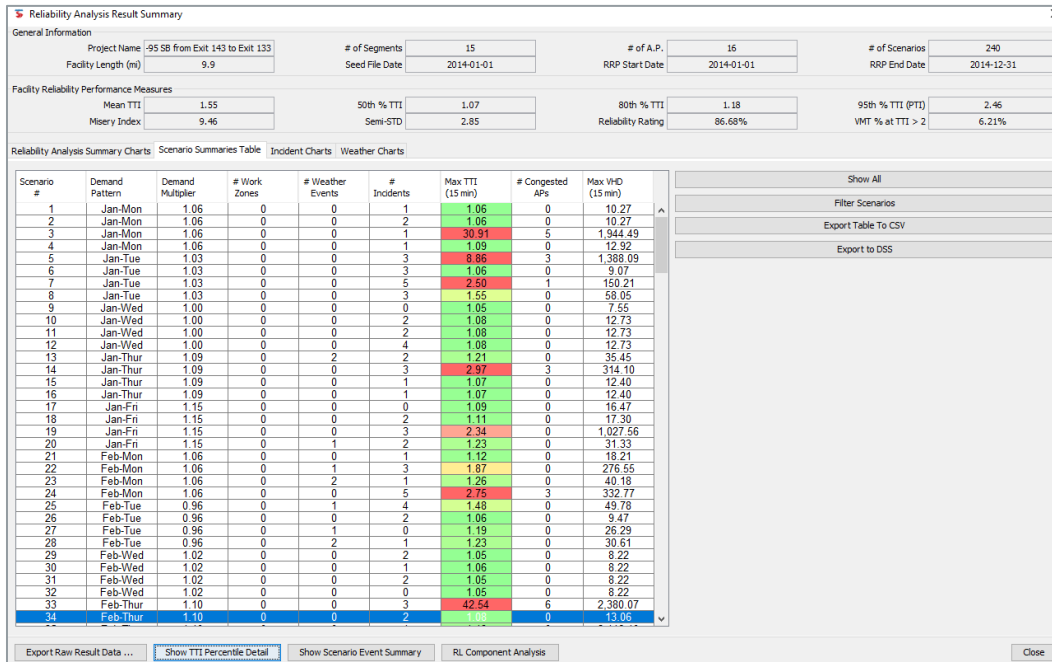 Reliability Analysis Result Summary
General Information
Project Name -95 SB from Exit 143 to Exit 133 # of Segments 15 # of A.P. 16 # of Scenarios 240
Facility Length (mi) 9.9 Seed File Date 2014-01-01 RRP Start Date 2014-01-01 RRP End Date 2014-12-31
Facility Reliability Performance Measures
Mean TTI 1.55 50th % TTI 1.07 80th % TTI 1.18 95th % TTI (PTI) 2.46
Misery Index 9.46 Semi-STD 2.85 Reliability Rating 86.68% VMT % at TTI > 2 6.21%
Reliability Analysis Summary Charts Scenario Summaries Table Incident Charts Weather Charts
Scenario Demand Demand # Work # Weather # Max TTI # Congested Max VHD
# Pattern Multiplier Zones Events Incidents (15 min) APs (15 min)
1 Jan-Mon 1.06 0 0 1 1.06 0 10.27
2 Jan-Mon 1.06 0 0 2 1.06 0 10.27
3 Jan-Mon 1.06 0 0 1 30.91 5 1,944.49
4 Jan-Mon 1.06 0 0 1 1.09 0 12.92
5 Jan-Tue 1.03 0 0 3 8.86 3 1,388.09
6 Jan-Tue 1.03 0 0 3 1.06 0 9.07
7 Jan-Tue 1.03 0 0 5 2.50 1 150.21
8 Jan-Tue 1.03 0 0 3 1.55 0 58.05
9 Jan-Wed 1.00 0 0 0 1.05 0 7.55
10 Jan-Wed 1.00 0 0 2 1.08 0 12.73
11 Jan-Wed 1.00 0 0 2 1.08 0 12.73
12 Jan-Wed 1.00 0 0 4 1.08 0 12.73
13 Jan-Thur 1.09 0 2 2 1.21 0 35.45
14 Jan-Thur 1.09 0 0 3 2.97 3 314.10
15 Jan-Thur 1.09 0 0 1 1.07 0 12.40
16 Jan-Thur 1.09 0 0 1 1.07 0 12.40
17 Jan-Fri 1.15 0 0 0 1.09 0 16.47
18 Jan-Fri 1.15 0 0 2 1.11 0 17.30
19 Jan-Fri 1.15 0 0 3 2.34 0 1,027.56
20 Jan-Fri 1.15 0 1 2 1.23 0 31.33
21 Feb-Mon 1.06 0 0 1 1.12 0 18.21
22 Feb-Mon 1.06 0 1 3 1.87 0 276.55
23 Feb-Mon 1.06 0 2 1 1.26 0 40.18
24 Feb-Mon 1.06 0 0 5 2.75 3 332.77
25 Feb-Tue 0.96 0 1 4 1.48 0 49.78
26 Feb-Tue 0.96 0 0 2 1.06 0 9.47
27 Feb-Tue 0.96 0 1 0 1.19 0 26.29
28 Feb-Tue 0.96 0 2 1 1.23 0 30.61
29 Feb-Wed 1.02 0 0 2 1.05 0 8.22
30 Feb-Wed 1.02 0 0 1 1.06 0 8.22
31 Feb-Wed 1.02 0 0 2 1.05 0 8.22
32 Feb-Wed 1.02 0 0 0 1.05 0 8.22
33 Feb-Thur 1.10 0 0 3 42.54 6 2,380.07
34 Feb-Thur 1.10 0 0 2 1.08 0 13.06
Show All
Filter Scenarios
Export Table To CSV
Export to DSS
Export Raw Result Data ... Show TTI Percentile Detail Show Scenario Event Summary RL Component Analysis Close